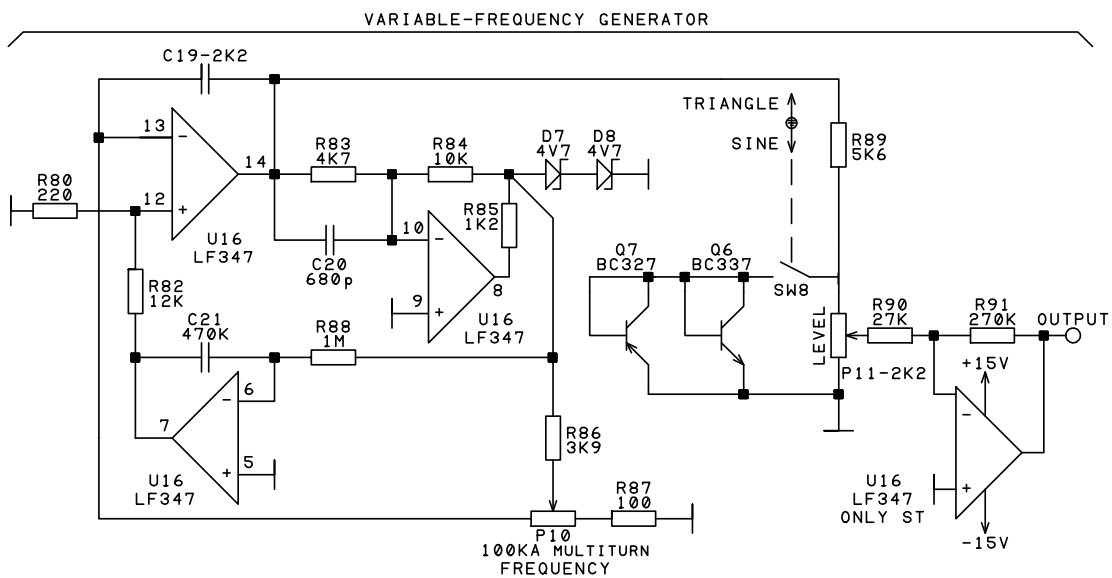 VARIABLE-FREQUENCY GENERATOR
C19-2K2
TRIANGLE
SINE
13
-
14
12
+
U16
LF347
R80
220
R83
4K7
R84
10K
D7
4V7
D8
4V7
R89
5K6
R85
1K2
C20
680p
10
-
9
+
8
U16
LF347
R82
12K
C21
470K
R88
1M
Q7
BC327
Q6
BC337
SW8
LEVEL
P11-2K2
R90
27K
R91
270K
OUTPUT
+15V
-
+
U16
LF347
ONLY ST
-15V
6
-
7
5
+
U16
LF347
R86
3K9
R87
100
P10
100KA MULTITURN
FREQUENCY